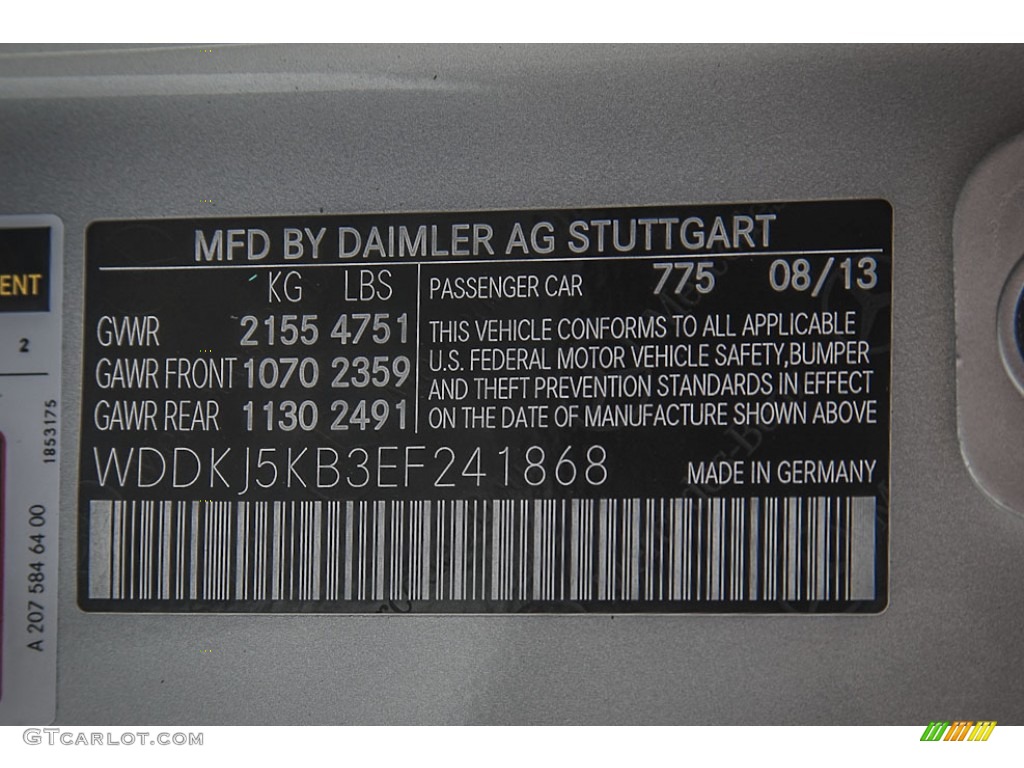 MFD BY DAIMLER AG STUTTGART
KG LBS
GVWR 2155 4751
GAWR FRONT 1070 2359
GAWR REAR 1130 2491
PASSENGER CAR 775 08/13
THIS VEHICLE CONFORMS TO ALL APPLICABLE
U.S. FEDERAL MOTOR VEHICLE SAFETY,BUMPER
AND THEFT PREVENTION STANDARDS IN EFFECT
ON THE DATE OF MANUFACTURE SHOWN ABOVE
WDDKJ5KB3EF241868 MADE IN GERMANY
ENT
2
1853175
A 207 584 64 00
GTCARLOT.COM